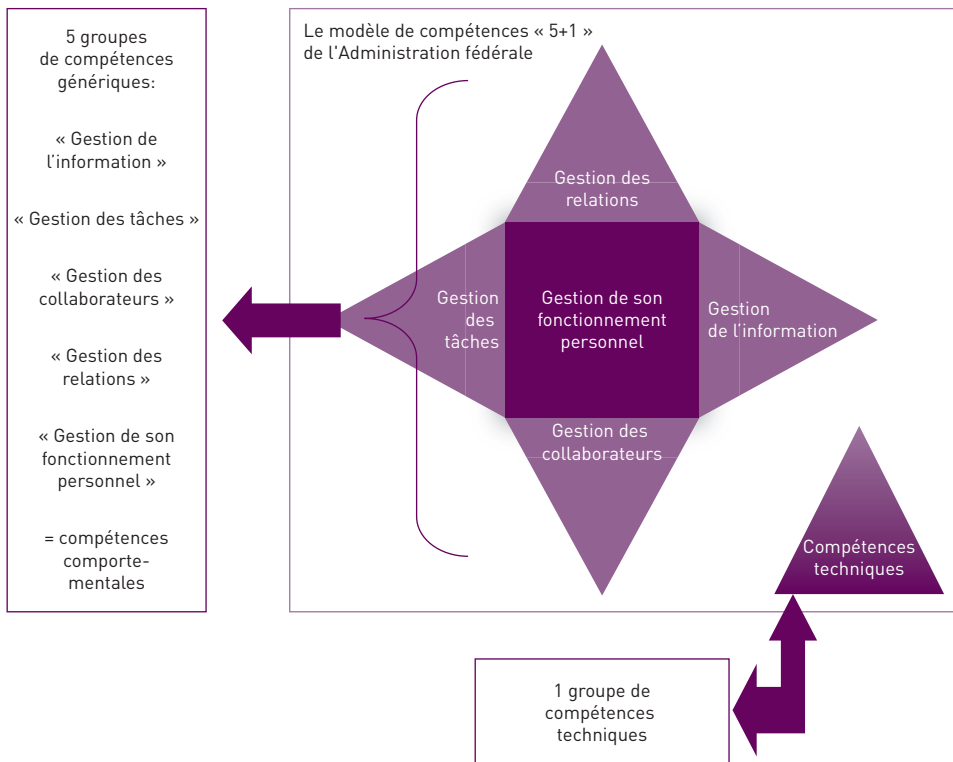 5 groupes
de compétences
génériques:
« Gestion de
l'information »
« Gestion des tâches »
« Gestion des
collaborateurs »
« Gestion des
relations »
« Gestion de son
fonctionnement
personnel »
= compétences
comporte-
mentales
Le modèle de compétences « 5+1 »
de l'Administration fédérale
Gestion des
relations
Gestion
des
tâches
Gestion de son
fonctionnement
personnel
Gestion
de l'information
Gestion des
collaborateurs
Compétences
techniques
1 groupe de
compétences
techniques